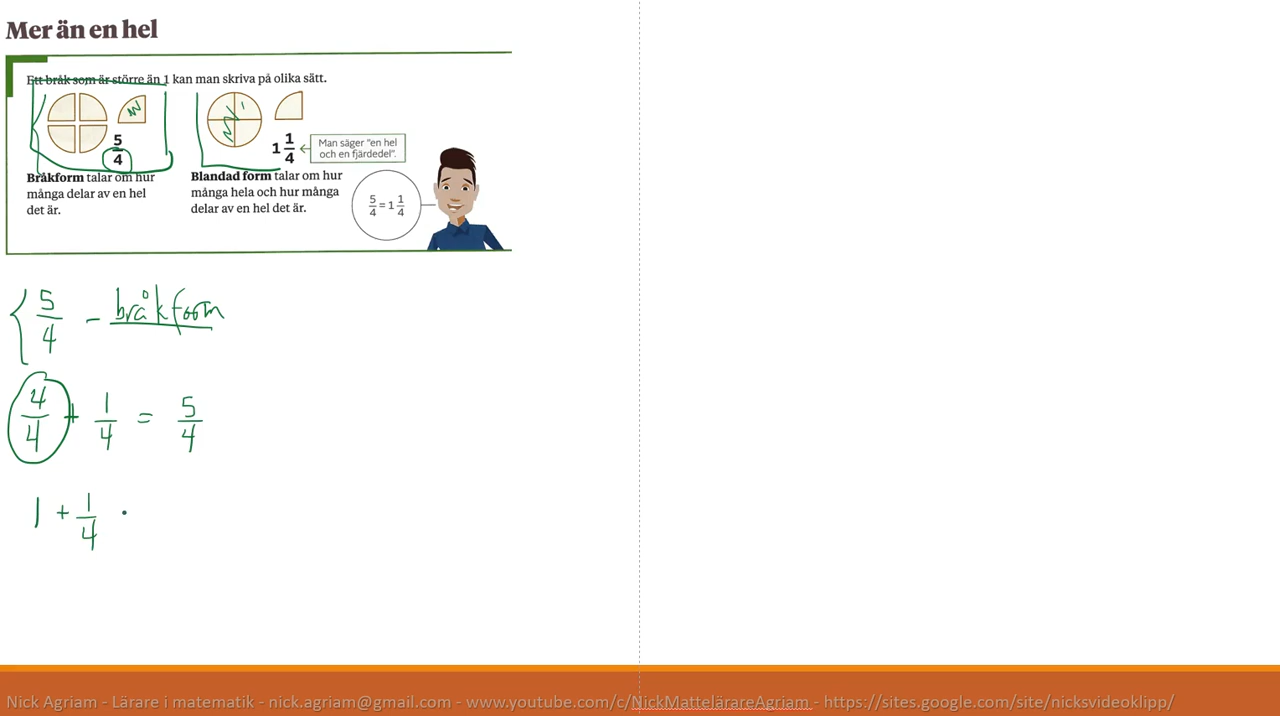 Mer än en hel
Ett bråk som är större än 1 kan man skriva på olika sätt.
5/4
1 1/4
Man säger "en hel
och en fjärdedel".
Bråkform talar om hur
många delar av en hel
det är.
Blandad form talar om hur
många hela och hur många
delar av en hel det är.
5/4 = 1 1/4
5/4 - bråkform
4/4 + 1/4 = 5/4
1 + 1/4
Nick Agriam - Lärare i matematik - nick.agriam@gmail.com - www.youtube.com/c/NickMattelärareAgriam - https://sites.google.com/site/nicksvideoklipp/